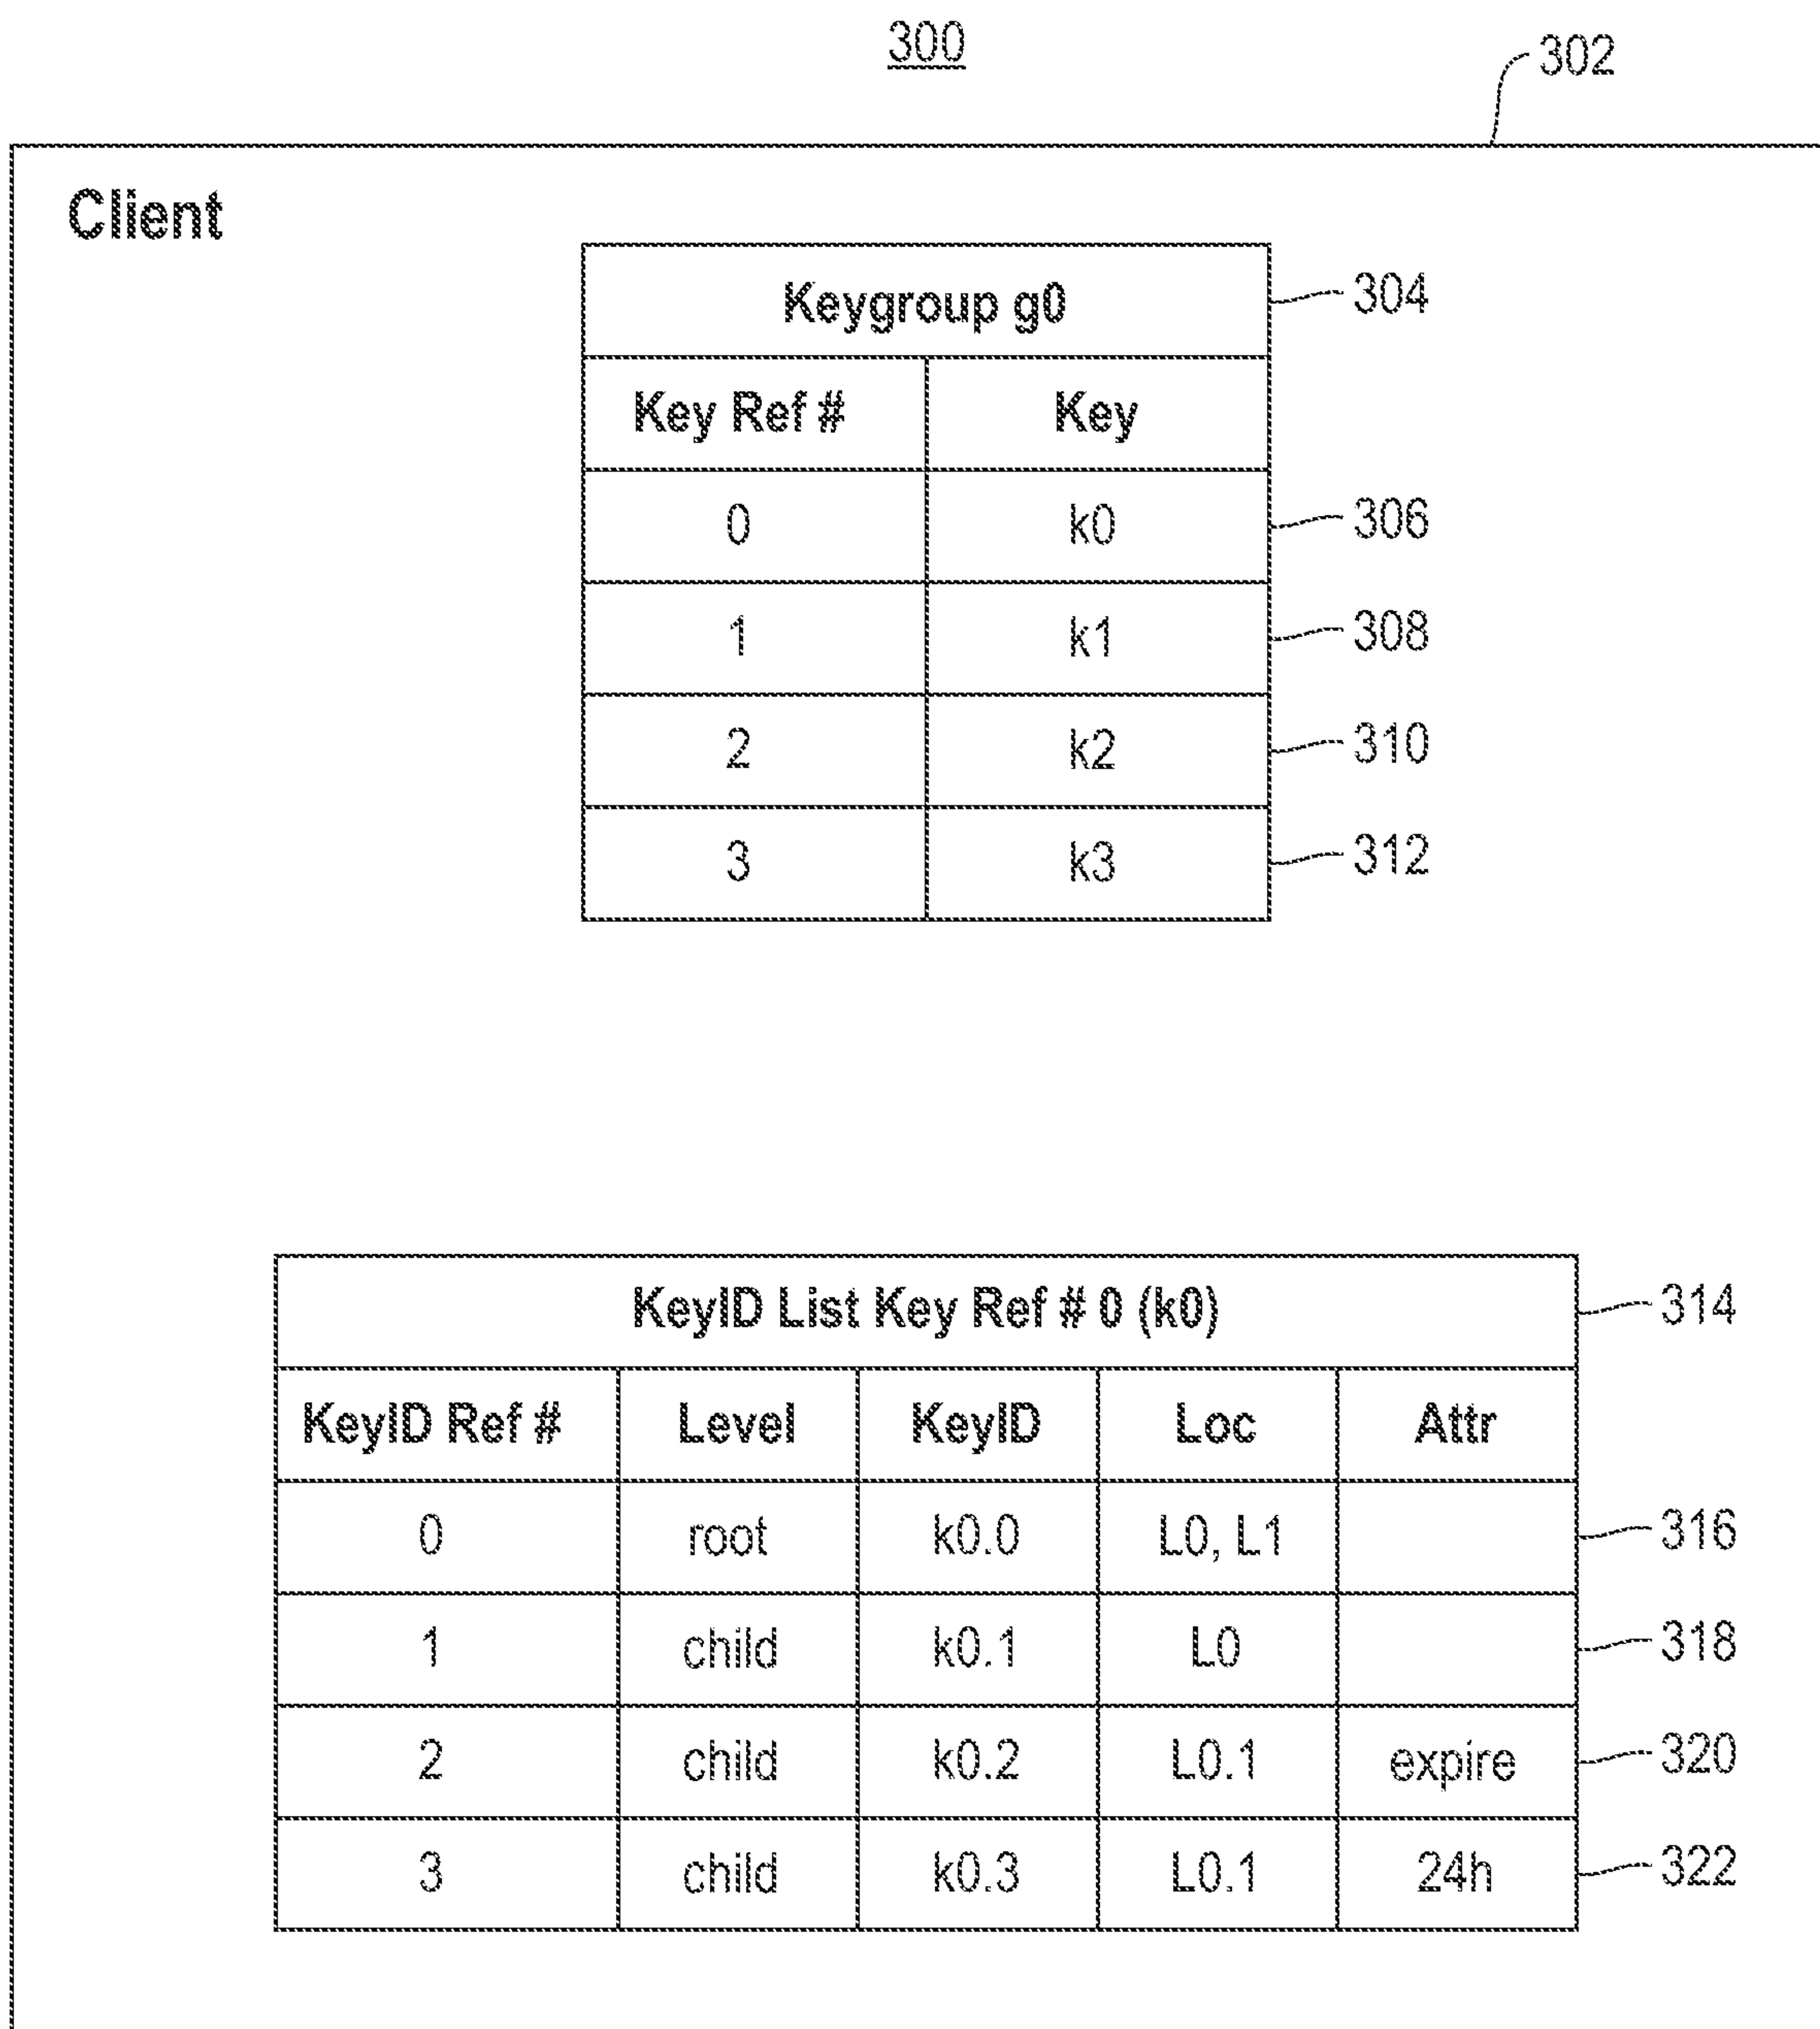 300
302
Client
Keygroup g0 304
Key Ref # Key
0 k0 306
1 k1 308
2 k2 310
3 k3 312
KeyID List Key Ref # 0 (k0) 314
KeyID Ref # Level KeyID Loc Attr
0 root k0.0 L0, L1 316
1 child k0.1 L0 318
2 child k0.2 L0.1 expire 320
3 child k0.3 L0.1 24h 322